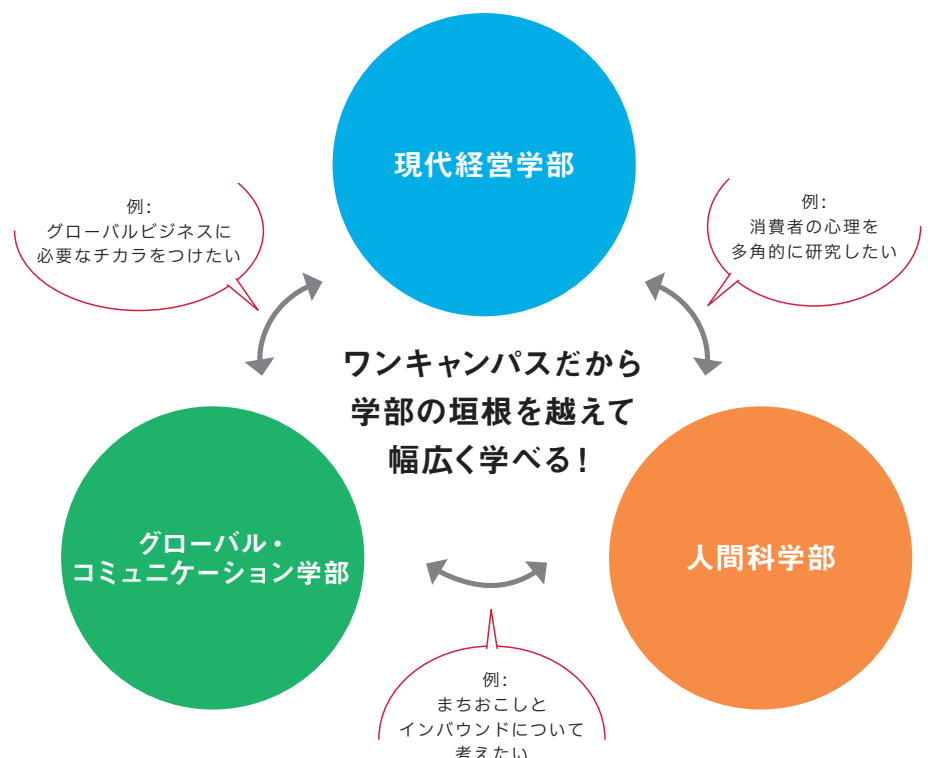 現代経営学部
例:
グローバルビジネスに
必要なチカラをつけたい
例:
消費者の心理を
多角的に研究したい
ワンキャンパスだから
学部の垣根を越えて
幅広く学べる!
グローバル・
コミュニケーション学部
人間科学部
例:
まちおこしと
インバウンドについて
考えたい